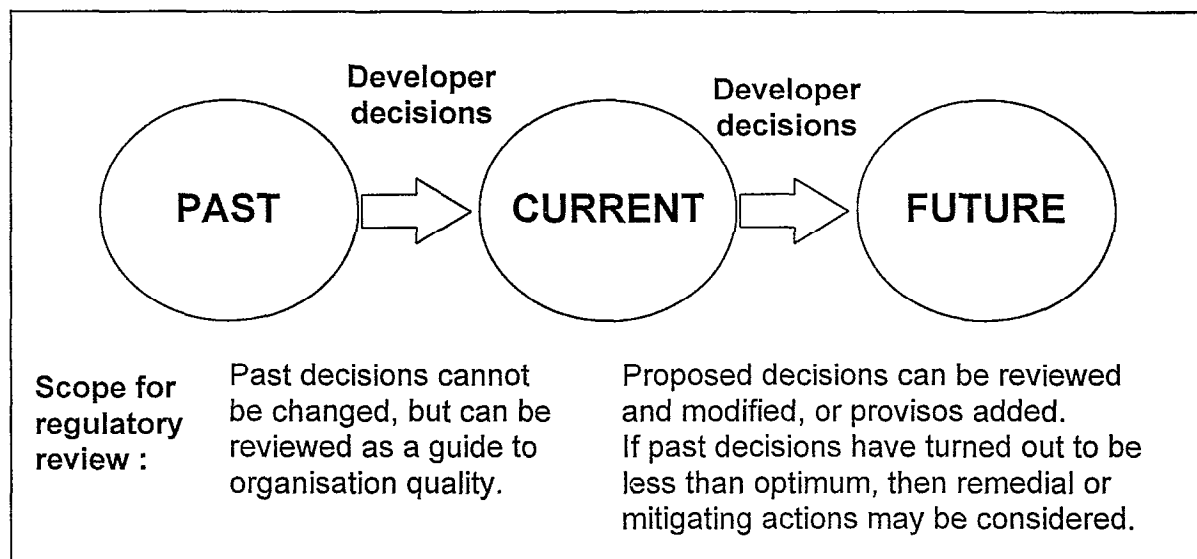 Developer
decisions
Developer
decisions
PAST
CURRENT
FUTURE
Scope for
regulatory
review :
Past decisions cannot
be changed, but can be
reviewed as a guide to
organisation quality.
Proposed decisions can be reviewed
and modified, or provisos added.
If past decisions have turned out to be
less than optimum, then remedial or
mitigating actions may be considered.